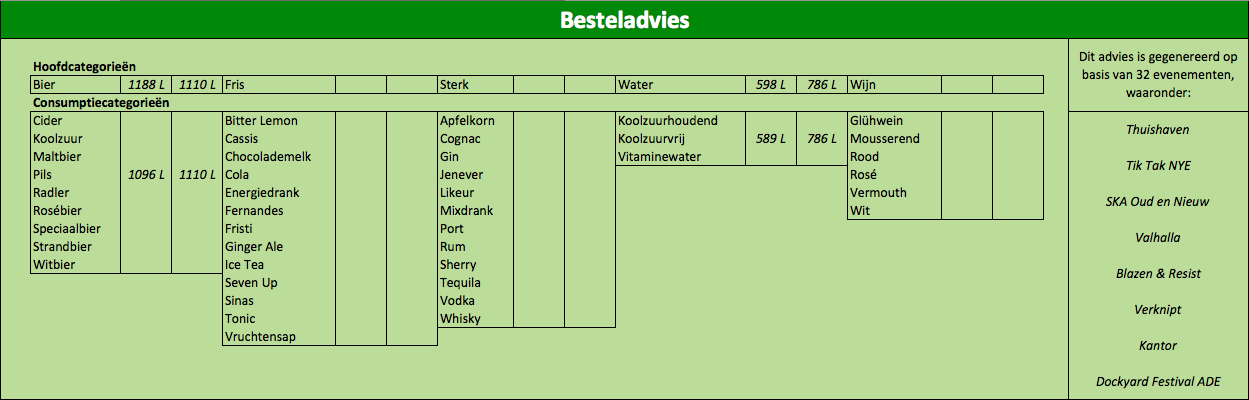 Besteladvies
Hoofdcategorieën
Bier 1188 L 1110 L Fris Sterk Water 598 L 786 L Wijn
Consumptiecategorieën
Cider Bitter Lemon Apfelkorn Koolzuurhoudend Glühwein
Koolzuur Cassis Cognac Koolzuurvrij 589 L 786 L Mousserend
Maltbier Chocolademelk Gin Vitaminewater Rood
Pils 1096 L 1110 L Cola Jenever Rosé
Radler Energiedrank Likeur Vermouth
Rosébier Fernandes Mixdrank Wit
Speciaalbier Fristi Port
Strandbier Ginger Ale Rum
Witbier Ice Tea Sherry
Seven Up Tequila
Sinas Vodka
Tonic Whisky
Vruchtensap
Dit advies is gegenereerd op
basis van 32 evenementen,
waaronder:
Thuishaven
Tik Tak NYE
SKA Oud en Nieuw
Valhalla
Blazen & Resist
Verknipt
Kantor
Dockyard Festival ADE